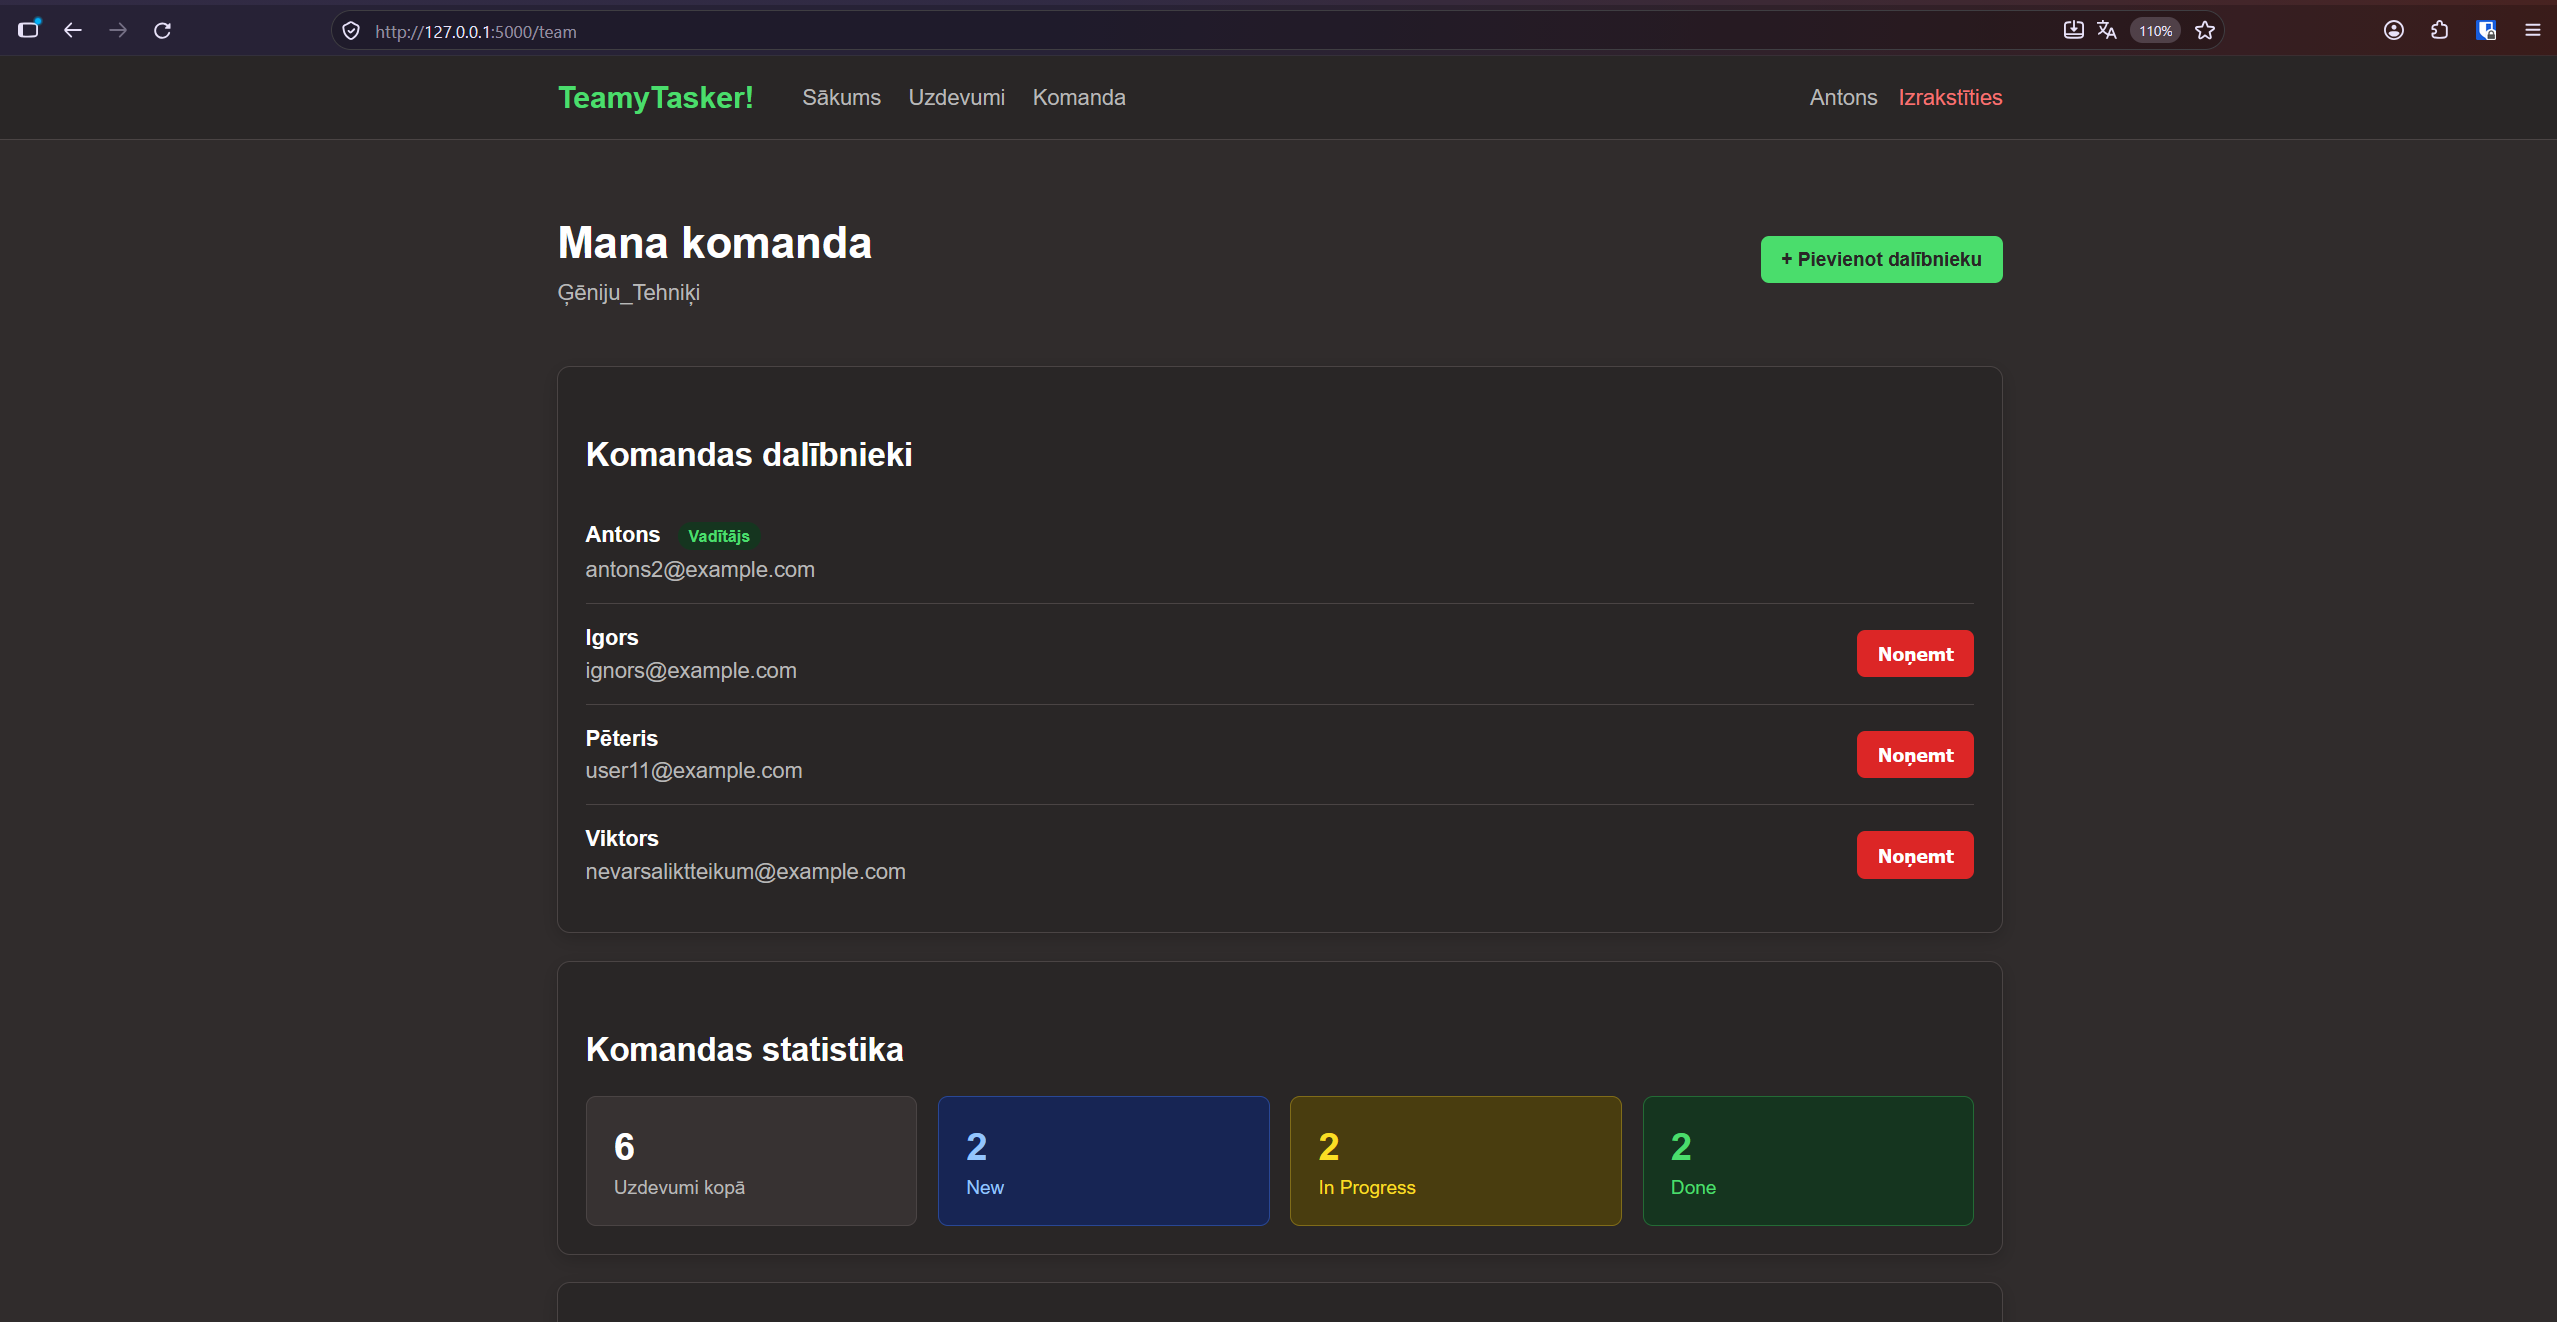 http://127.0.0.1:5000/team
110%
TeamyTasker! Sākums Uzdevumi Komanda Antons Izrakstīties
Mana komanda
+ Pievienot dalībnieku
Ģēniju_Tehniķi
Komandas dalībnieki
Antons Vadītājs
antons2@example.com
Igors
ignors@example.com
Noņemt
Pēteris
user11@example.com
Noņemt
Viktors
nevarsaliktteikum@example.com
Noņemt
Komandas statistika
6
Uzdevumi kopā
2
New
2
In Progress
2
Done